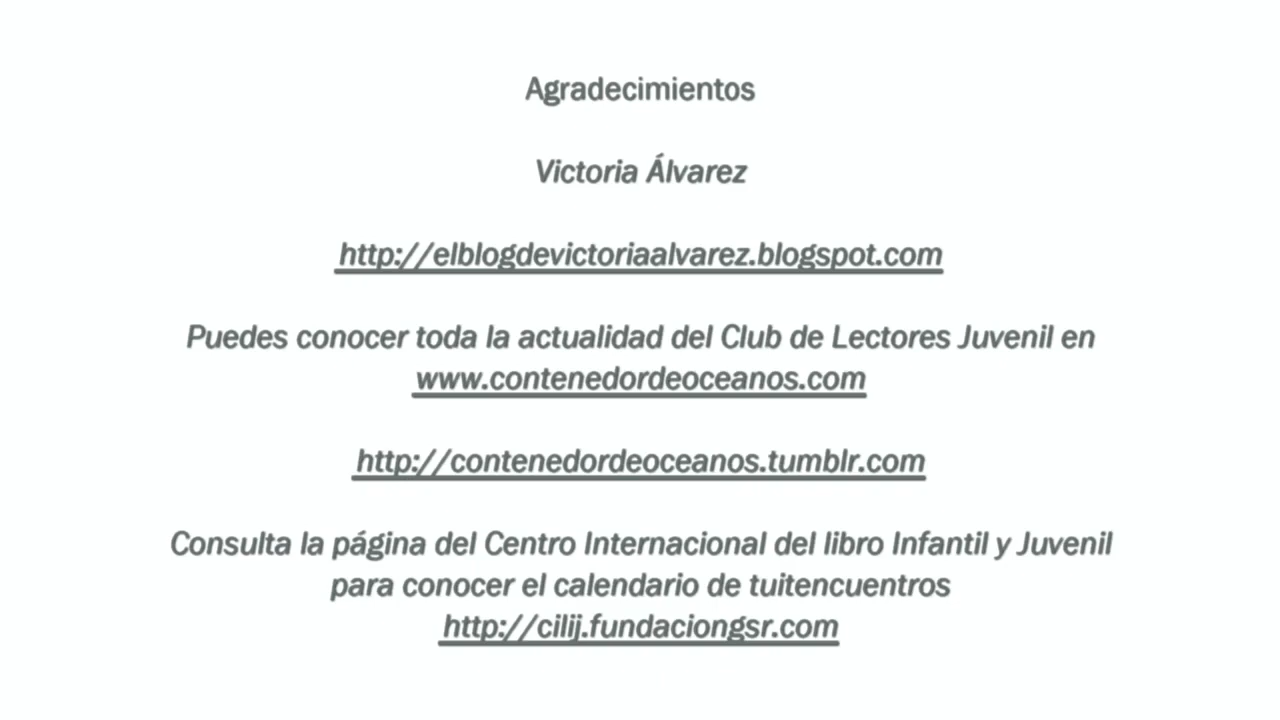 Agradecimientos
Victoria Álvarez
http://elblogdevictoriaalvarez.blogspot.com
Puedes conocer toda la actualidad del Club de Lectores Juvenil en
www.contenedordeoceanos.com
http://contenedordeoceanos.tumblr.com
Consulta la página del Centro Internacional del libro Infantil y Juvenil
para conocer el calendario de tuitencuentros
http://cilij.fundaciongsr.com